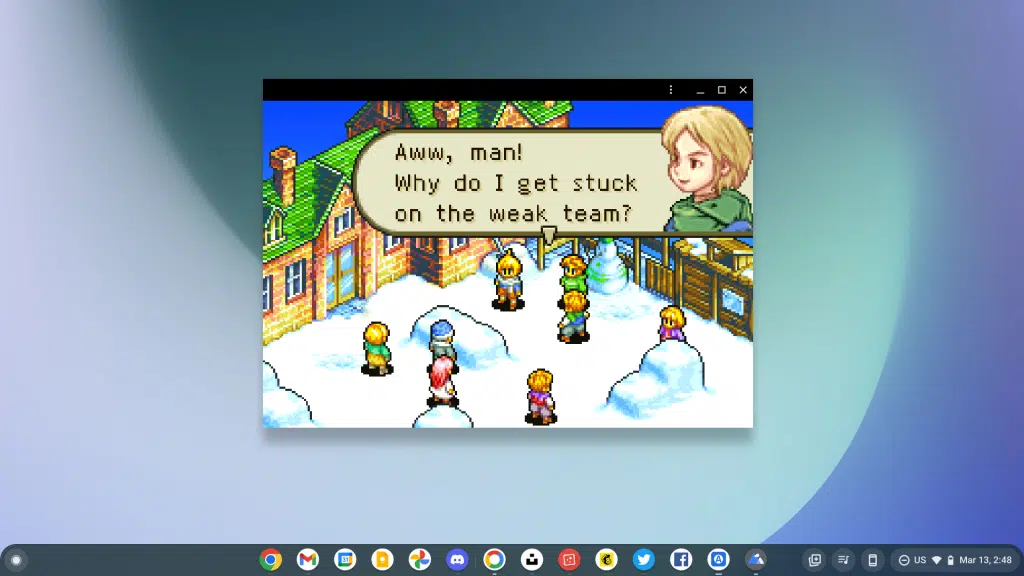 Aww, man!
Why do I get stuck
on the weak team?
US
Mar 13, 2:48